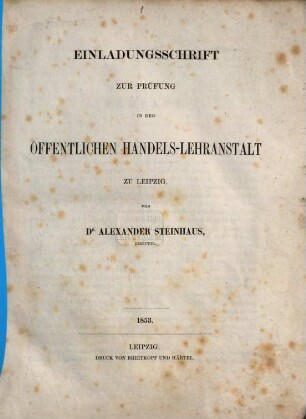 EINLADUNGSSCHRIFT
ZUR PRÜFUNG
IN DER
ÖFFENTLICHEN HANDELS-LEHRANSTALT
ZU LEIPZIG,
VON
Dr. ALEXANDER STEINHAUS,
DIRECTOR.
1853.
LEIPZIG,
DRUCK VON BREITKOPF UND HÄRTEL.